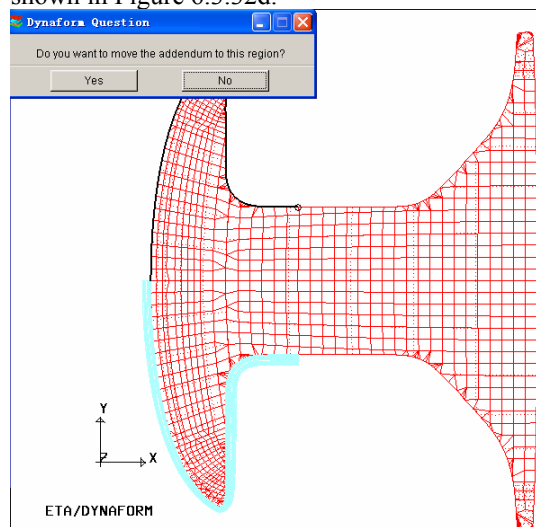 shown in Figure 6.3.32d.
Dynaform Question
Do you want to move the addendum to this region?
Yes
No
Y
Z
X
ETA/DYNAFORM